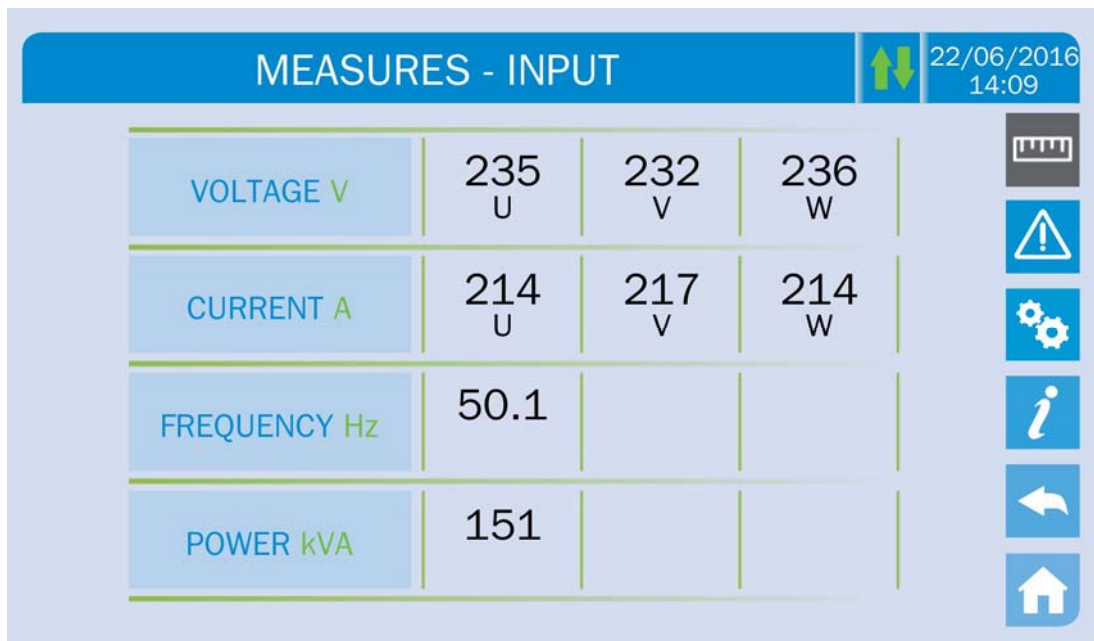 MEASURES - INPUT
22/06/2016
14:09
VOLTAGE V
235
U
232
V
236
W
CURRENT A
214
U
217
V
214
W
FREQUENCY Hz
50.1
POWER kVA
151
i